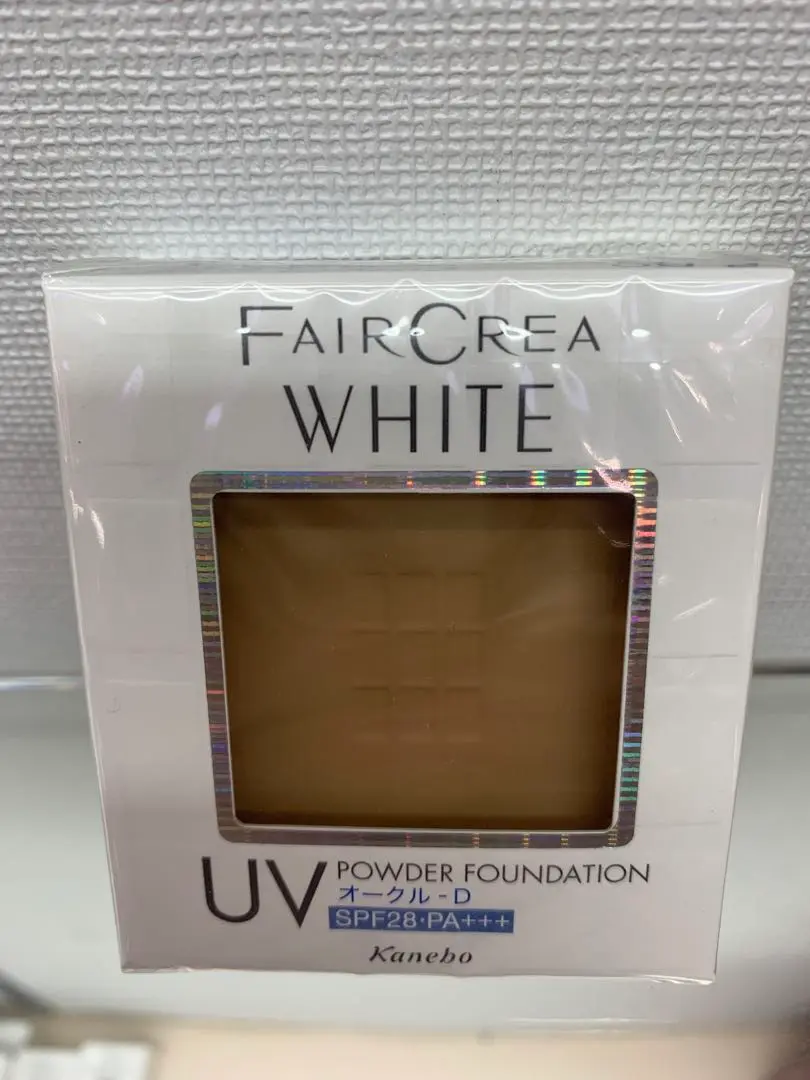 FAIRCREA
WHITE
UV POWDER FOUNDATION
オークル-D
SPF28・PA+++
Kanebo